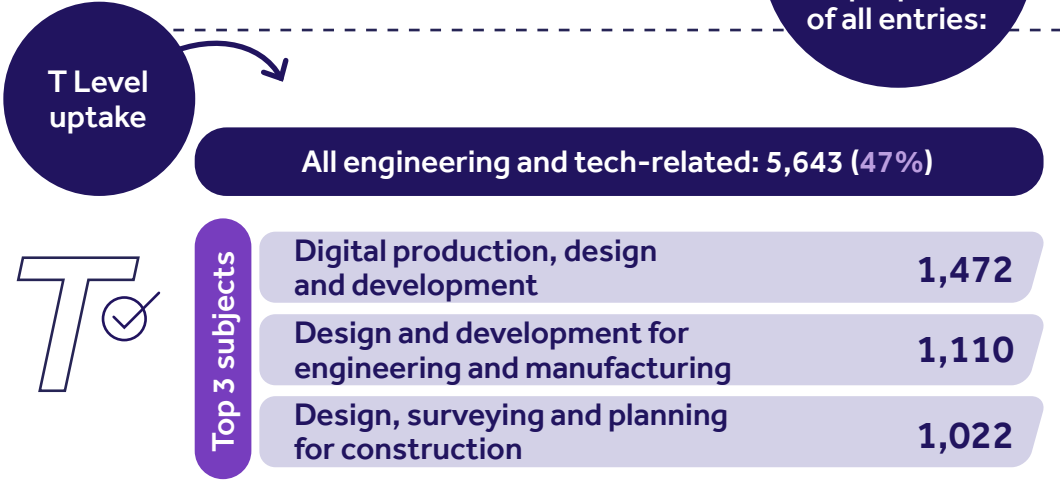 of all entries:
T Level
uptake
All engineering and tech-related: 5,643 (47%)
Top 3 subjects
Digital production, design
and development
1,472
Design and development for
engineering and manufacturing
1,110
Design, surveying and planning
for construction
1,022